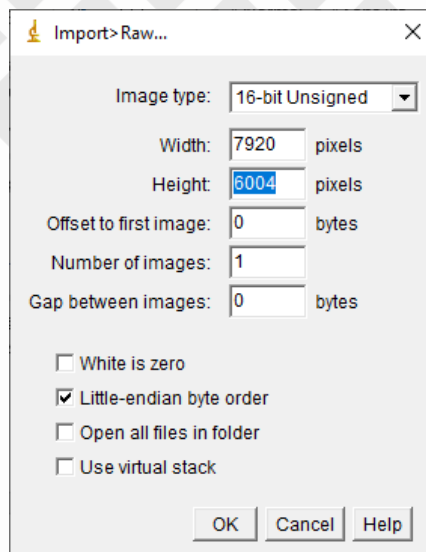 Import>Raw...
Image type: 16-bit Unsigned
Width: 7920 pixels
Height: 6004 pixels
Offset to first image: 0 bytes
Number of images: 1
Gap between images: 0 bytes
White is zero
Little-endian byte order
Open all files in folder
Use virtual stack
OK Cancel Help